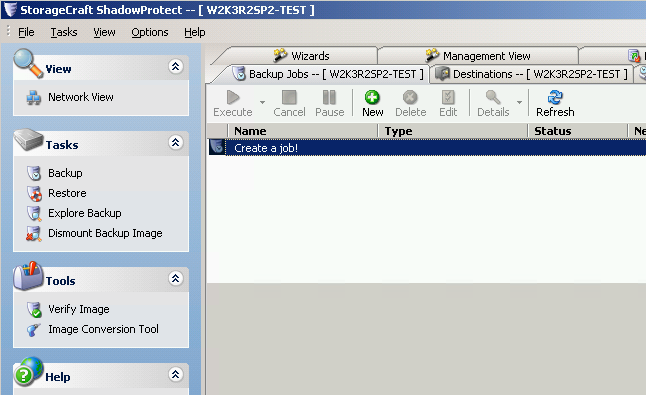 StorageCraft ShadowProtect -- [ W2K3R2SP2-TEST ]
File Tasks View Options Help
View
Network View
Tasks
Backup
Restore
Explore Backup
Dismount Backup Image
Tools
Verify Image
Image Conversion Tool
Help
Wizards Management View
Backup Jobs -- [ W2K3R2SP2-TEST ] Destinations -- [ W2K3R2SP2-TEST ]
Execute Cancel Pause New Delete Edit Details Refresh
Name Type Status Ne
Create a job!